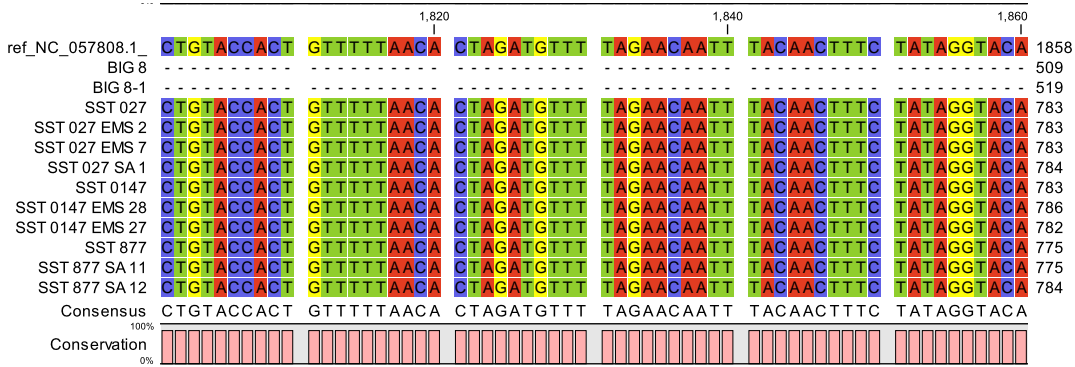 1,820 1,840 1,860
ref_NC_057808.1_ CTGTACCACT GTTTTTAACA CTAGATGTTT TAGAACAATT TACAACTTTC TATAGGTACA 1858
BIG 8 - - - - - - - - - - - - - - - - - - - - - - - - - - - - - - - - - - - - - - - - - - - - - - - - - - - - - - - - - - - - 509
BIG 8-1 - - - - - - - - - - - - - - - - - - - - - - - - - - - - - - - - - - - - - - - - - - - - - - - - - - - - - - - - - - - - 519
SST 027 CTGTACCACT GTTTTTAACA CTAGATGTTT TAGAACAATT TACAACTTTC TATAGGTACA 783
SST 027 EMS 2 CTGTACCACT GTTTTTAACA CTAGATGTTT TAGAACAATT TACAACTTTC TATAGGTACA 783
SST 027 EMS 7 CTGTACCACT GTTTTTAACA CTAGATGTTT TAGAACAATT TACAACTTTC TATAGGTACA 783
SST 027 SA 1 CTGTACCACT GTTTTTAACA CTAGATGTTT TAGAACAATT TACAACTTTC TATAGGTACA 784
SST 0147 CTGTACCACT GTTTTTAACA CTAGATGTTT TAGAACAATT TACAACTTTC TATAGGTACA 783
SST 0147 EMS 28 CTGTACCACT GTTTTTAACA CTAGATGTTT TAGAACAATT TACAACTTTC TATAGGTACA 786
SST 0147 EMS 27 CTGTACCACT GTTTTTAACA CTAGATGTTT TAGAACAATT TACAACTTTC TATAGGTACA 782
SST 877 CTGTACCACT GTTTTTAACA CTAGATGTTT TAGAACAATT TACAACTTTC TATAGGTACA 775
SST 877 SA 11 CTGTACCACT GTTTTTAACA CTAGATGTTT TAGAACAATT TACAACTTTC TATAGGTACA 775
SST 877 SA 12 CTGTACCACT GTTTTTAACA CTAGATGTTT TAGAACAATT TACAACTTTC TATAGGTACA 784
Consensus CTGTACCACT GTTTTTAACA CTAGATGTTT TAGAACAATT TACAACTTTC TATAGGTACA
100%
Conservation
0%